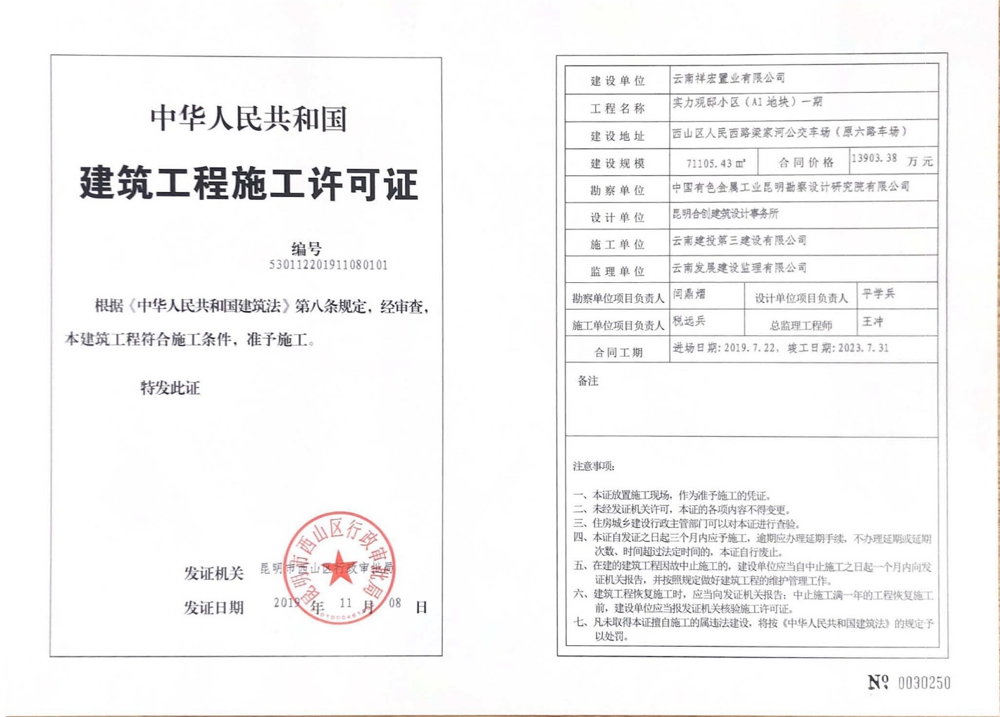 中华人民共和国
建筑工程施工许可证
编号
530112201911080101
根据《中华人民共和国建筑法》第八条规定，经审查，
本建筑工程符合施工条件，准予施工。
特发此证
发证机关 昆明市西山区行政审批局
发证日期 2019 年 11 月 08 日
昆明市西山区行政审批局
建设单位 云南祥宏置业有限公司
工程名称 实力观邸小区（A1地块）一期
建设地址 西山区人民西路梁家河公交车场（原六路车场）
建设规模 71105.43㎡ 合同价格 13903.38 万元
勘察单位 中国有色金属工业昆明勘察设计研究院有限公司
设计单位 昆明合创建筑设计事务所
施工单位 云南建投第三建设有限公司
监理单位 云南发展建设监理有限公司
勘察单位项目负责人 闫鼎熠 设计单位项目负责人 平学兵
施工单位项目负责人 税远兵 总监理工程师 王冲
合同工期 进场日期:2019.7.22, 竣工日期:2023.7.31
备注
注意事项：
一、本证放置施工现场，作为准予施工的凭证。
二、未经发证机关许可，本证的各项内容不得变更。
三、住房城乡建设行政主管部门可以对本证进行查验。
四、本证自发证之日起三个月内应予施工，逾期应办理延期手续，不办理延期或延期
次数、时间超过法定时间的，本证自行废止。
五、在建的建筑工程因故中止施工的，建设单位应当自中止施工之日起一个月内向发
证机关报告，并按照规定做好建筑工程的维护管理工作。
六、建筑工程恢复施工时，应当向发证机关报告；中止施工满一年的工程恢复施工
前，建设单位应当报发证机关核验施工许可证。
七、凡未取得本证擅自施工的属违法建设，将按《中华人民共和国建筑法》的规定予
以处罚。
№ 0030250